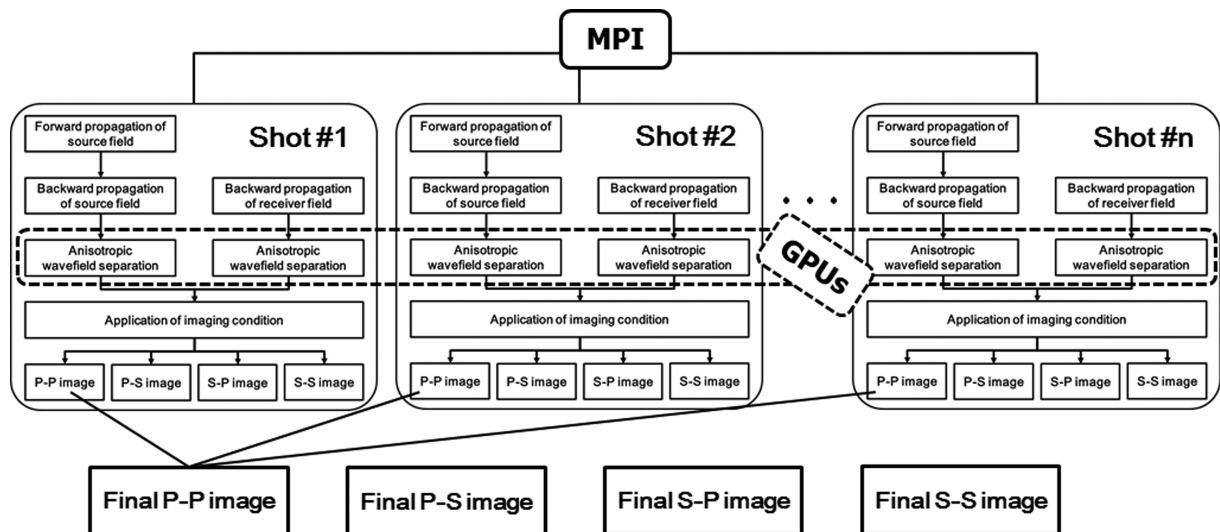 MPI
Shot #1
Forward propagation of
source field
Backward propagation
of source field
Backward propagation
of receiver field
Anisotropic
wavefield separation
Anisotropic
wavefield separation
Application of imaging condition
P-P image
P-S image
S-P image
S-S image
Shot #2
Forward propagation of
source field
Backward propagation
of source field
Backward propagation
of receiver field
Anisotropic
wavefield separation
Anisotropic
wavefield separation
Application of imaging condition
P-P image
P-S image
S-P image
S-S image
. . .
GPUs
Shot #n
Forward propagation of
source field
Backward propagation
of source field
Backward propagation
of receiver field
Anisotropic
wavefield separation
Anisotropic
wavefield separation
Application of imaging condition
P-P image
P-S image
S-P image
S-S image
Final P-P image
Final P-S image
Final S-P image
Final S-S image